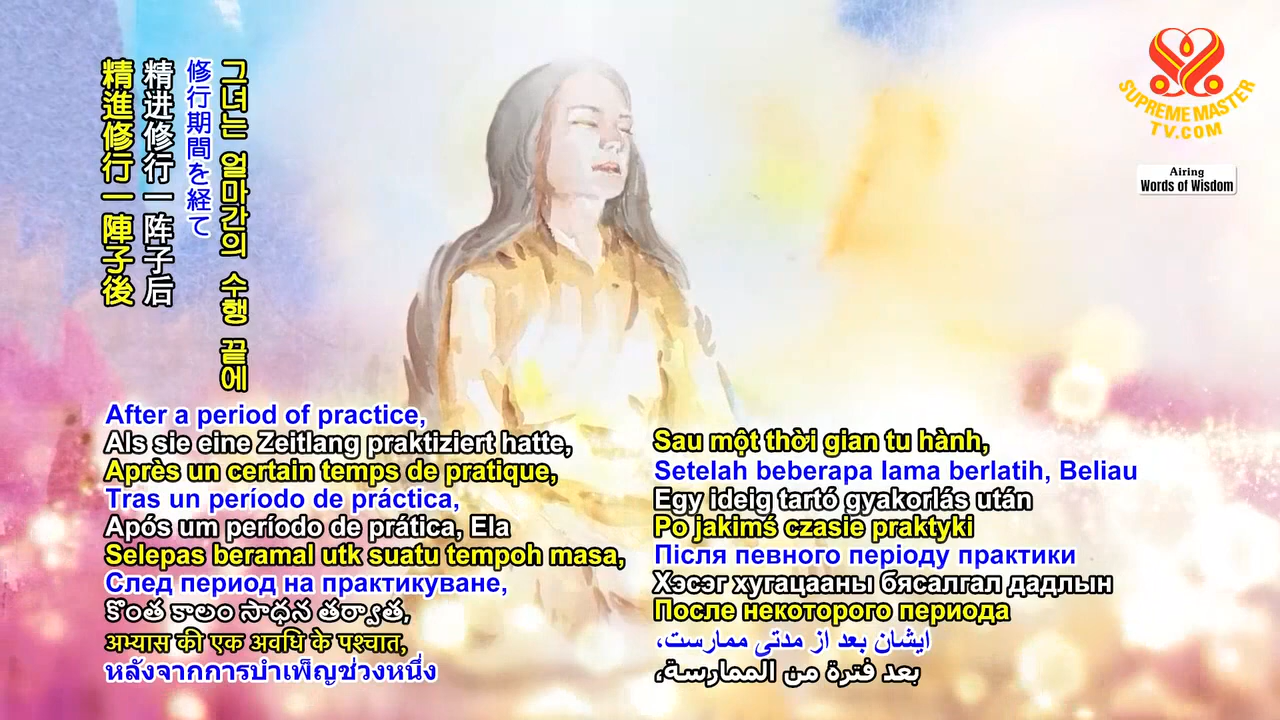 精進修行一陣子後
精进修行一阵子后
修行期間を経て
그녀는 얼마간의 수행 끝에
SUPREME MASTER
TV.COM
Airing
Words of Wisdom
After a period of practice,
Als sie eine Zeitlang praktiziert hatte,
Après un certain temps de pratique,
Tras un período de práctica,
Após um período de prática, Ela
Selepas beramal utk suatu tempoh masa,
След период на практикуване,
కొంత కాలం సాధన తర్వాత,
अभ्यास की एक अवधि के पश्चात,
หลังจากการบำเพ็ญช่วงหนึ่ง
Sau một thời gian tu hành,
Setelah beberapa lama berlatih, Beliau
Egy ideig tartó gyakorlás után
Po jakimś czasie praktyki
Після певного періоду практики
Хэсэг хугацааны бясалгал дадлын
После некоторого периода
ایشان بعد از مدتی ممارست،
بعد فترة من الممارسة،